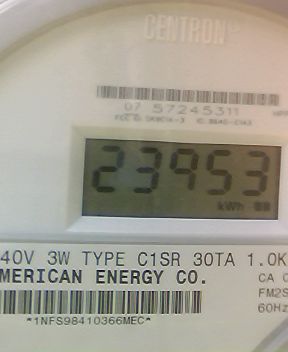 CENTRON®
07 57245311
23953
kWh
40V 3W TYPE C1SR 30TA 1.0K
MERICAN ENERGY CO.
CA
FM2S
60Hz
*1NFS98410366MEC*